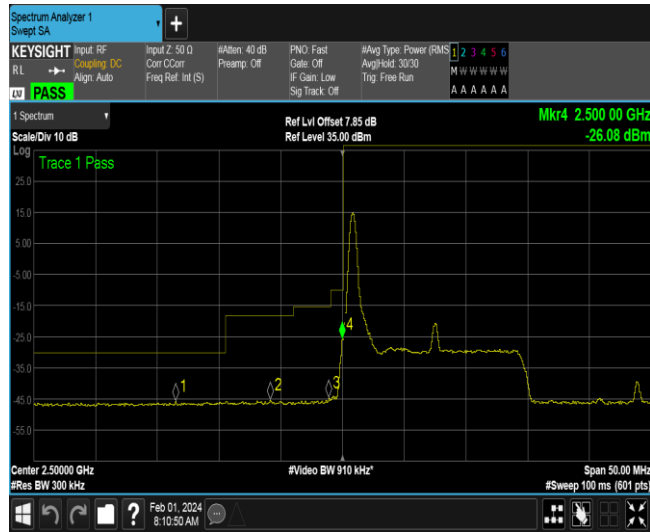 Spectrum Analyzer 1
Swept SA
KEYSIGHT
Input: RF
Coupling: DC
Align: Auto
Input Z: 50 Ω
Corr CCorr
Freq Ref: Int (S)
#Atten: 40 dB
Preamp: Off
PNO: Fast
Gate: Off
IF Gain: Low
Sig Track: Off
#Avg Type: Power (RMS
Avg|Hold: 30/30
Trig: Free Run
1 2 3 4 5 6
M W W W W W
A A A A A A
R L
LXI PASS
1 Spectrum
Scale/Div 10 dB
Ref Lvl Offset 7.85 dB
Ref Level 35.00 dBm
Mkr4 2.500 00 GHz
-26.08 dBm
Log
Trace 1 Pass
25.0
15.0
5.00
-5.00
-15.0
-25.0
-35.0
-45.0
-55.0
1
2
3
4
Center 2.50000 GHz
#Res BW 300 kHz
#Video BW 910 kHz*
Span 50.00 MHz
#Sweep 100 ms (601 pts)
?
Feb 01, 2024
8:10:50 AM